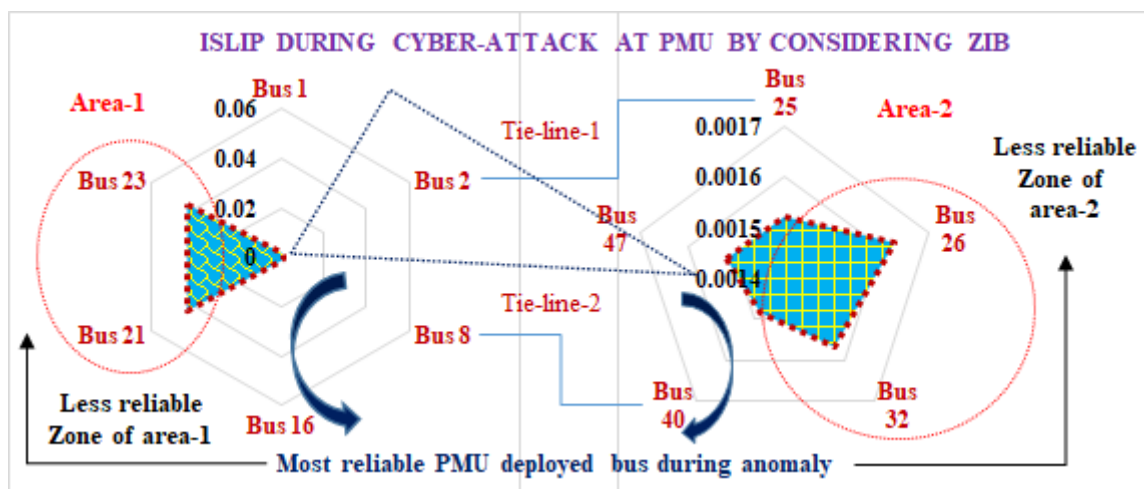 ISLIP DURING CYBER-ATTACK AT PMU BY CONSIDERING ZIB
Area-1
Bus 1
0.06
0.04
0.02
0
Bus 23
Bus 2
Bus 21
Bus 8
Bus 16
Less reliable
Zone of area-1
Tie-line-1
Tie-line-2
Bus
25
Area-2
0.0017
0.0016
0.0015
0.0014
Bus
47
Bus
26
Bus
40
Bus
32
Less reliable
Zone of
area-2
Most reliable PMU deployed bus during anomaly